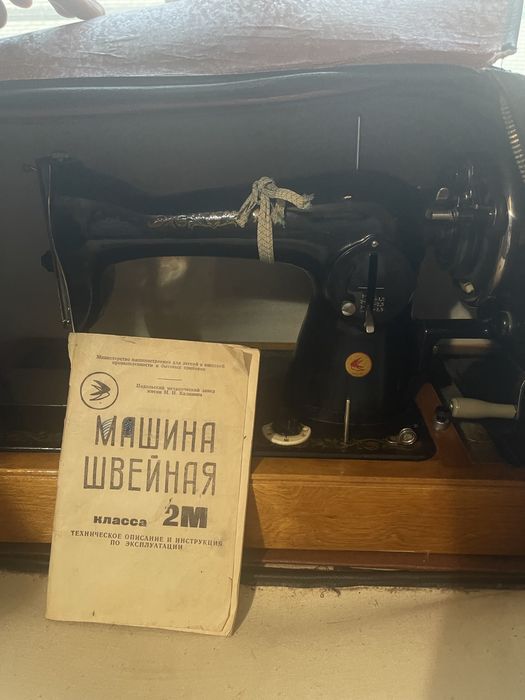 Министерство машиностроения для легкой и пищевой
промышленности и бытовых приборов
Подольский механический завод
имени М. И. Калинина
МАШИНА
ШВЕЙНАЯ
класса 2М
ТЕХНИЧЕСКОЕ ОПИСАНИЕ И ИНСТРУКЦИЯ
ПО ЭКСПЛУАТАЦИИ